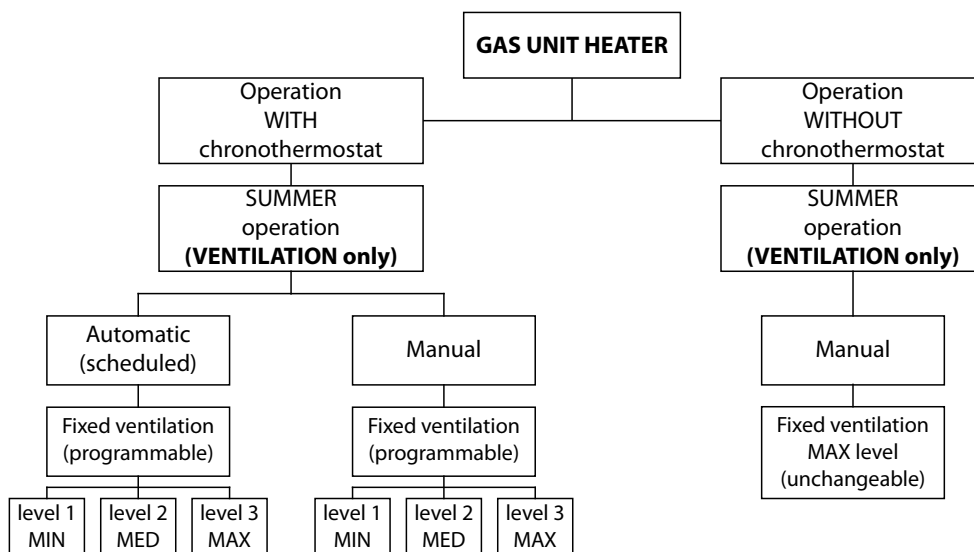 GAS UNIT HEATER
Operation
WITH
chronothermostat
Operation
WITHOUT
chronothermostat
SUMMER
operation
(VENTILATION only)
SUMMER
operation
(VENTILATION only)
Automatic
(scheduled)
Manual
Manual
Fixed ventilation
(programmable)
Fixed ventilation
(programmable)
Fixed ventilation
MAX level
(unchangeable)
level 1
MIN
level 2
MED
level 3
MAX
level 1
MIN
level 2
MED
level 3
MAX